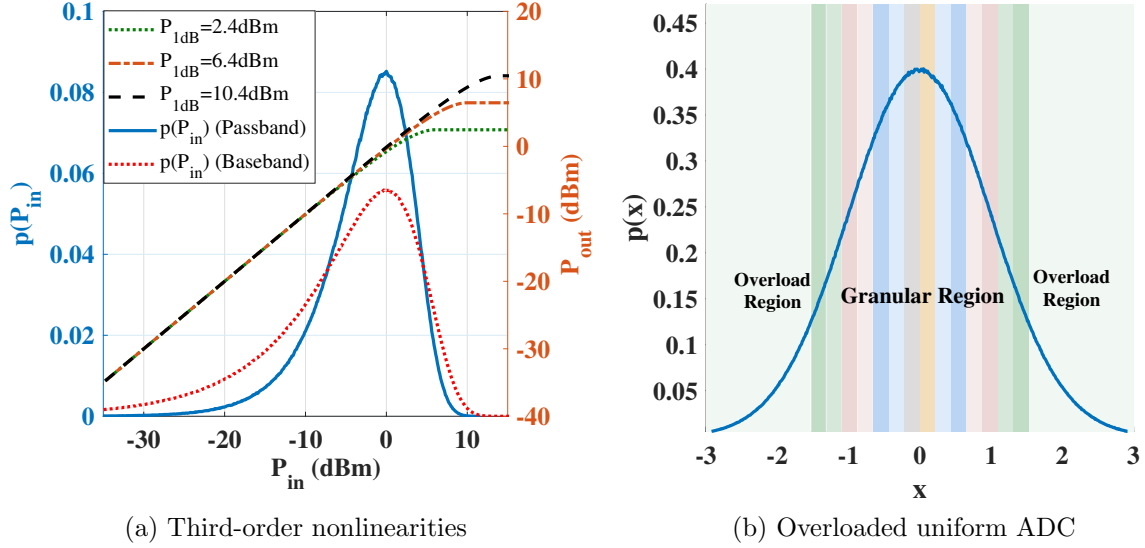 0.1
0.08
0.06
0.04
0.02
0
p(P_in)
P_1dB=2.4dBm
P_1dB=6.4dBm
P_1dB=10.4dBm
p(P_in) (Passband)
p(P_in) (Baseband)
20
10
0
-10
-20
-30
-40
P_out (dBm)
-30 -20 -10 0 10
P_in (dBm)
(a) Third-order nonlinearities
0.4
0.45
0.35
0.3
0.25
0.2
0.15
0.1
0.05
p(x)
Overload
Region
Granular Region
Overload
Region
-3 -2 -1 0 1 2 3
x
(b) Overloaded uniform ADC